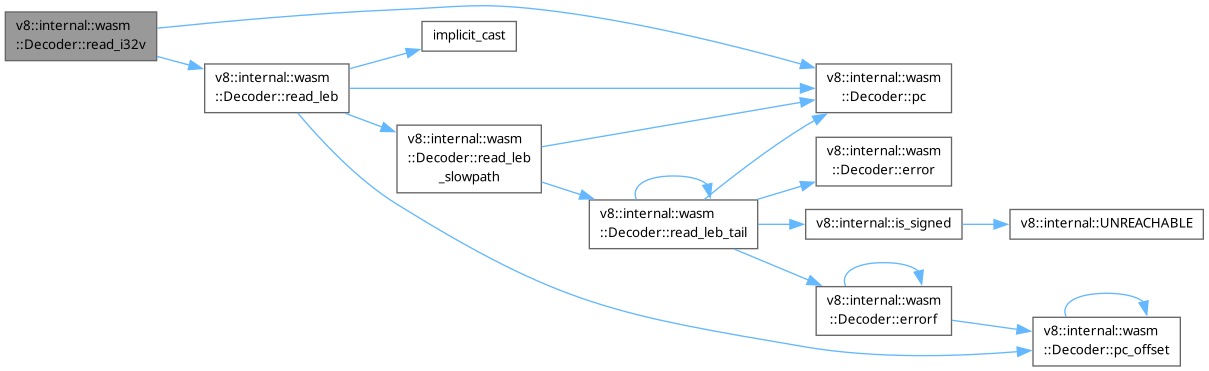 v8::internal::wasm
::Decoder::read_i32v
implicit_cast
v8::internal::wasm
::Decoder::read_leb
v8::internal::wasm
::Decoder::pc
v8::internal::wasm
::Decoder::read_leb
_slowpath
v8::internal::wasm
::Decoder::error
v8::internal::wasm
::Decoder::read_leb_tail
v8::internal::is_signed
v8::internal::UNREACHABLE
v8::internal::wasm
::Decoder::errorf
v8::internal::wasm
::Decoder::pc_offset